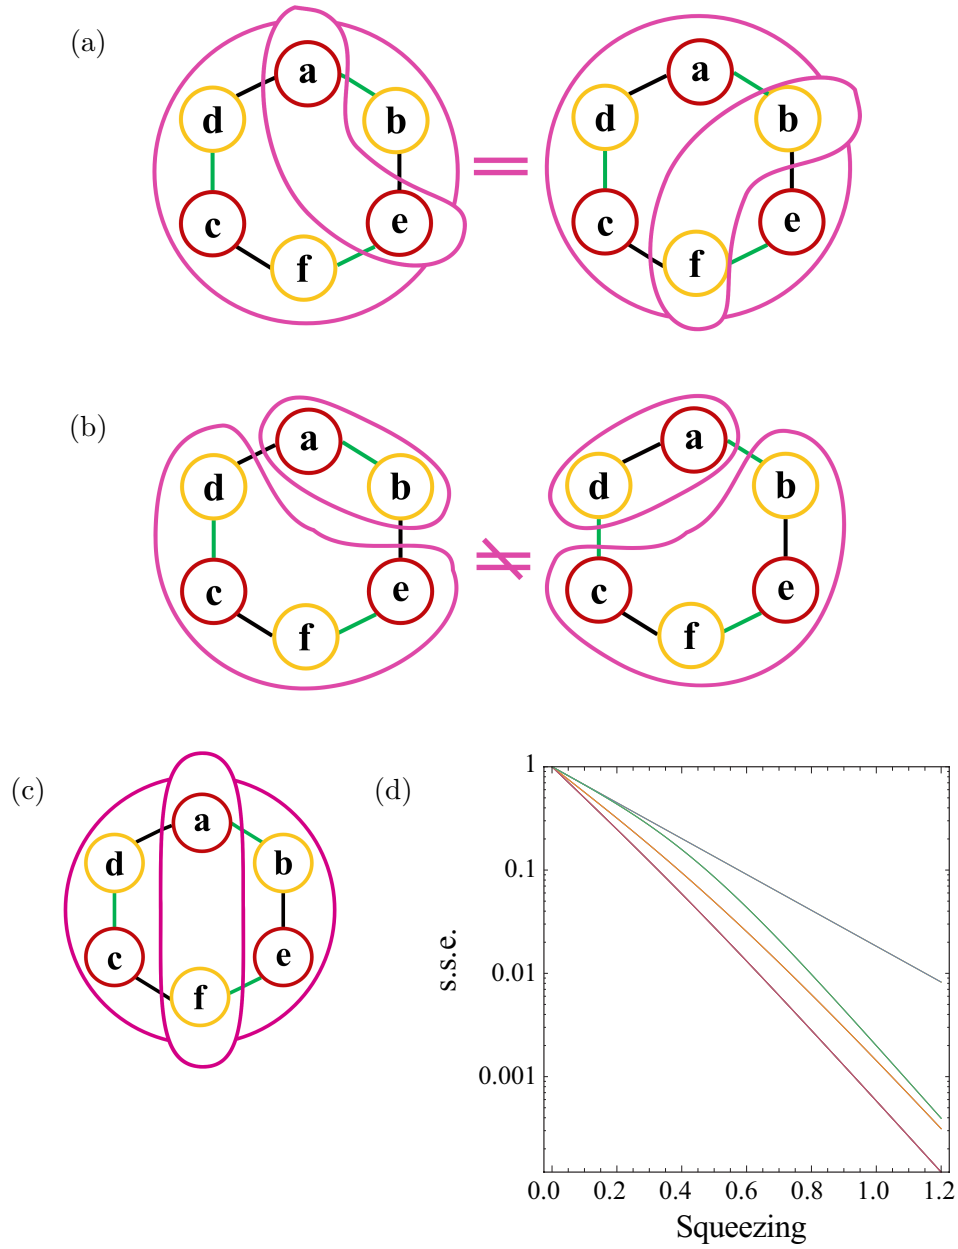 (a)
a a
d b d b
c e c e
f f
(b)
a a
d b d b
c e c e
f f
(c)
a
d b
c e
f
(d)
1
0.1
0.01
0.001
s.s.e.
0.0 0.2 0.4 0.6 0.8 1.0 1.2
Squeezing